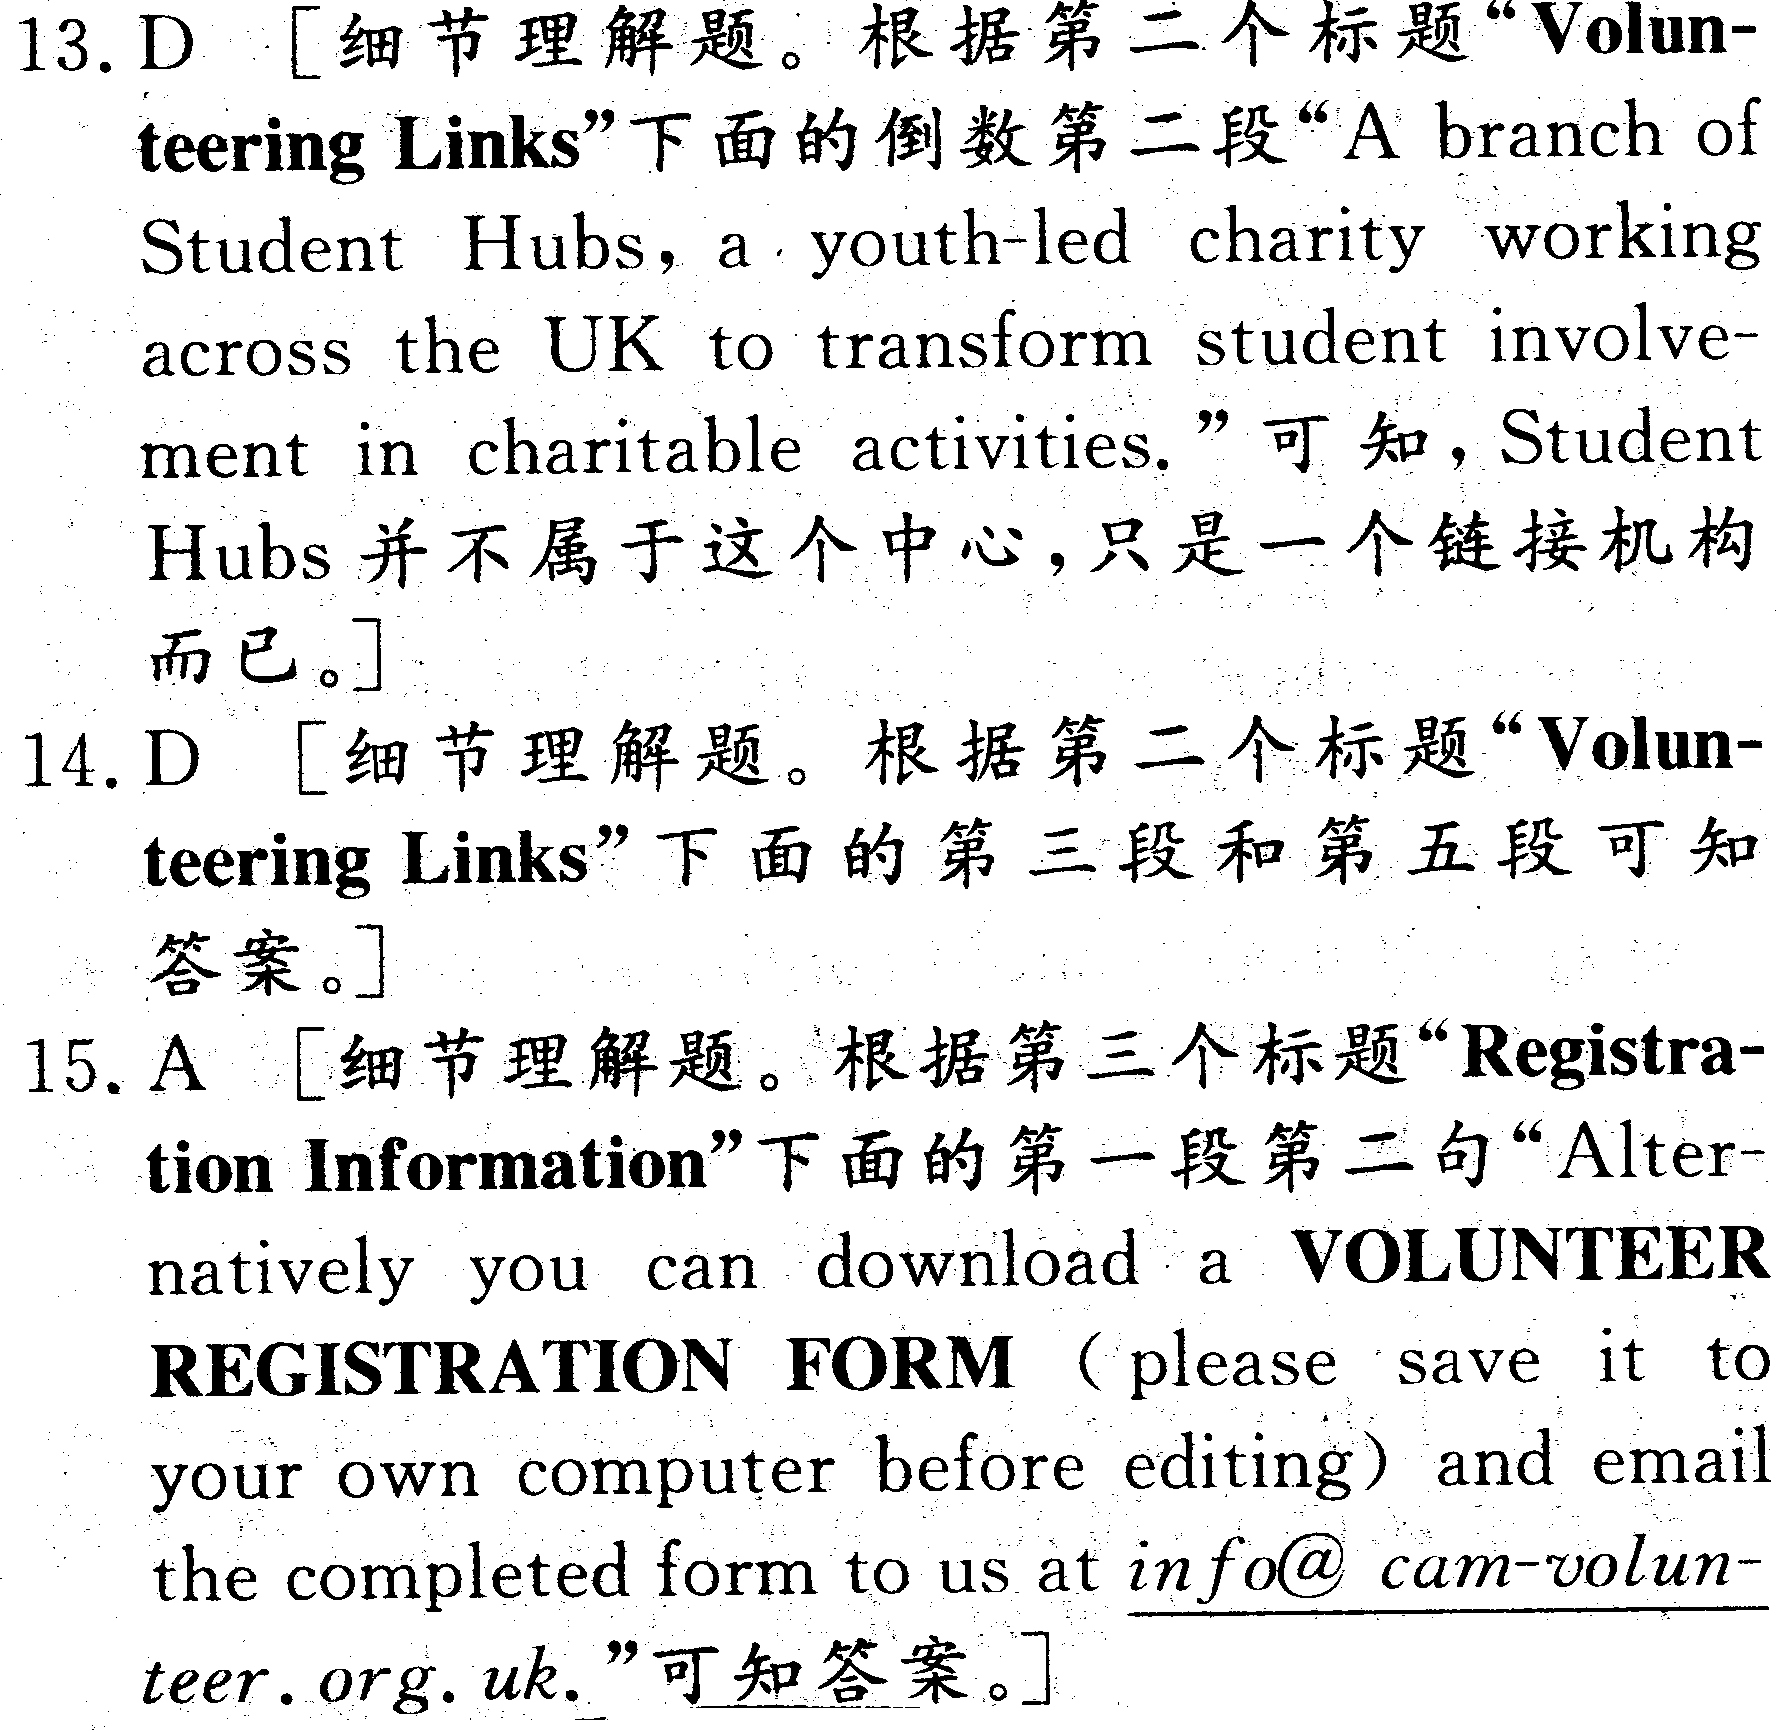 13. D [细节理解题。根据第二个标题“Volun-
teering Links”下面的倒数第二段“A branch of
Student Hubs, a youth-led charity working
across the UK to transform student involve-
ment in charitable activities.”可知,Student
Hubs 并不属于这个中心,只是一个链接机构
而已。]
14. D [细节理解题。根据第二个标题“Volun-
teering Links”下面的第三段和第五段可知
答案。]
15. A [细节理解题。根据第三个标题“Registra-
tion Information”下面的第一段第二句“Alter-
natively you can download a VOLUNTEER
REGISTRATION FORM (please save it to
your own computer before editing) and email
the completed form to us at info@ cam-volun-
teer. org. uk.”可知答案。]